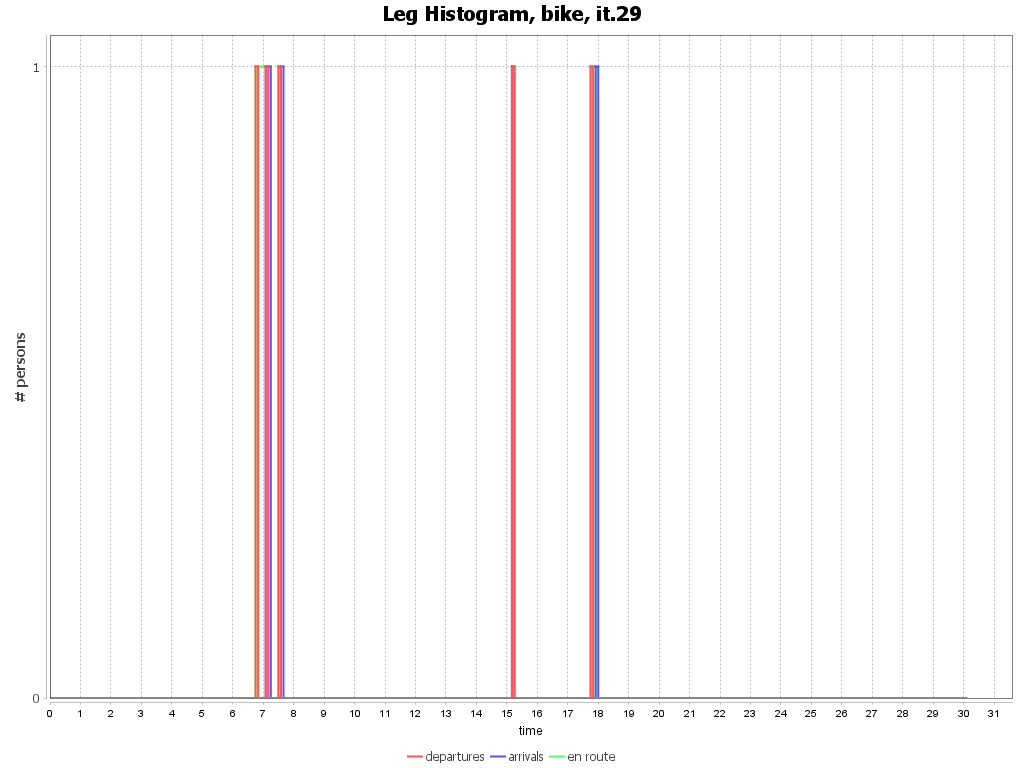 Leg Histogram, bike, it.29
# persons
1
0
0 1 2 3 4 5 6 7 8 9 10 11 12 13 14 15 16 17 18 19 20 21 22 23 24 25 26 27 28 29 30 31
time
departures arrivals en route